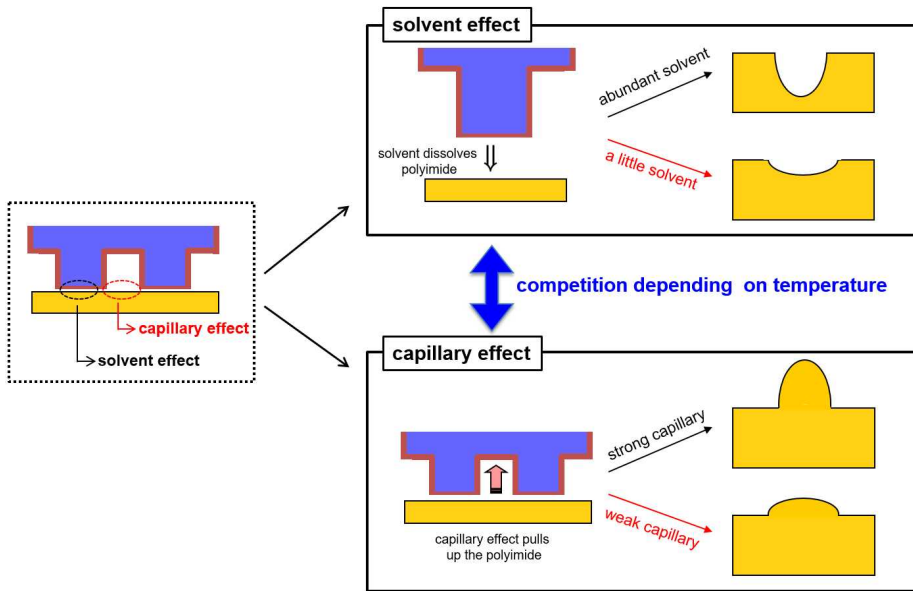 solvent effect
solvent dissolves
polyimide
abundant solvent
a little solvent
capillary effect
solvent effect
competition depending on temperature
capillary effect
capillary effect pulls
up the polyimide
strong capillary
weak capillary